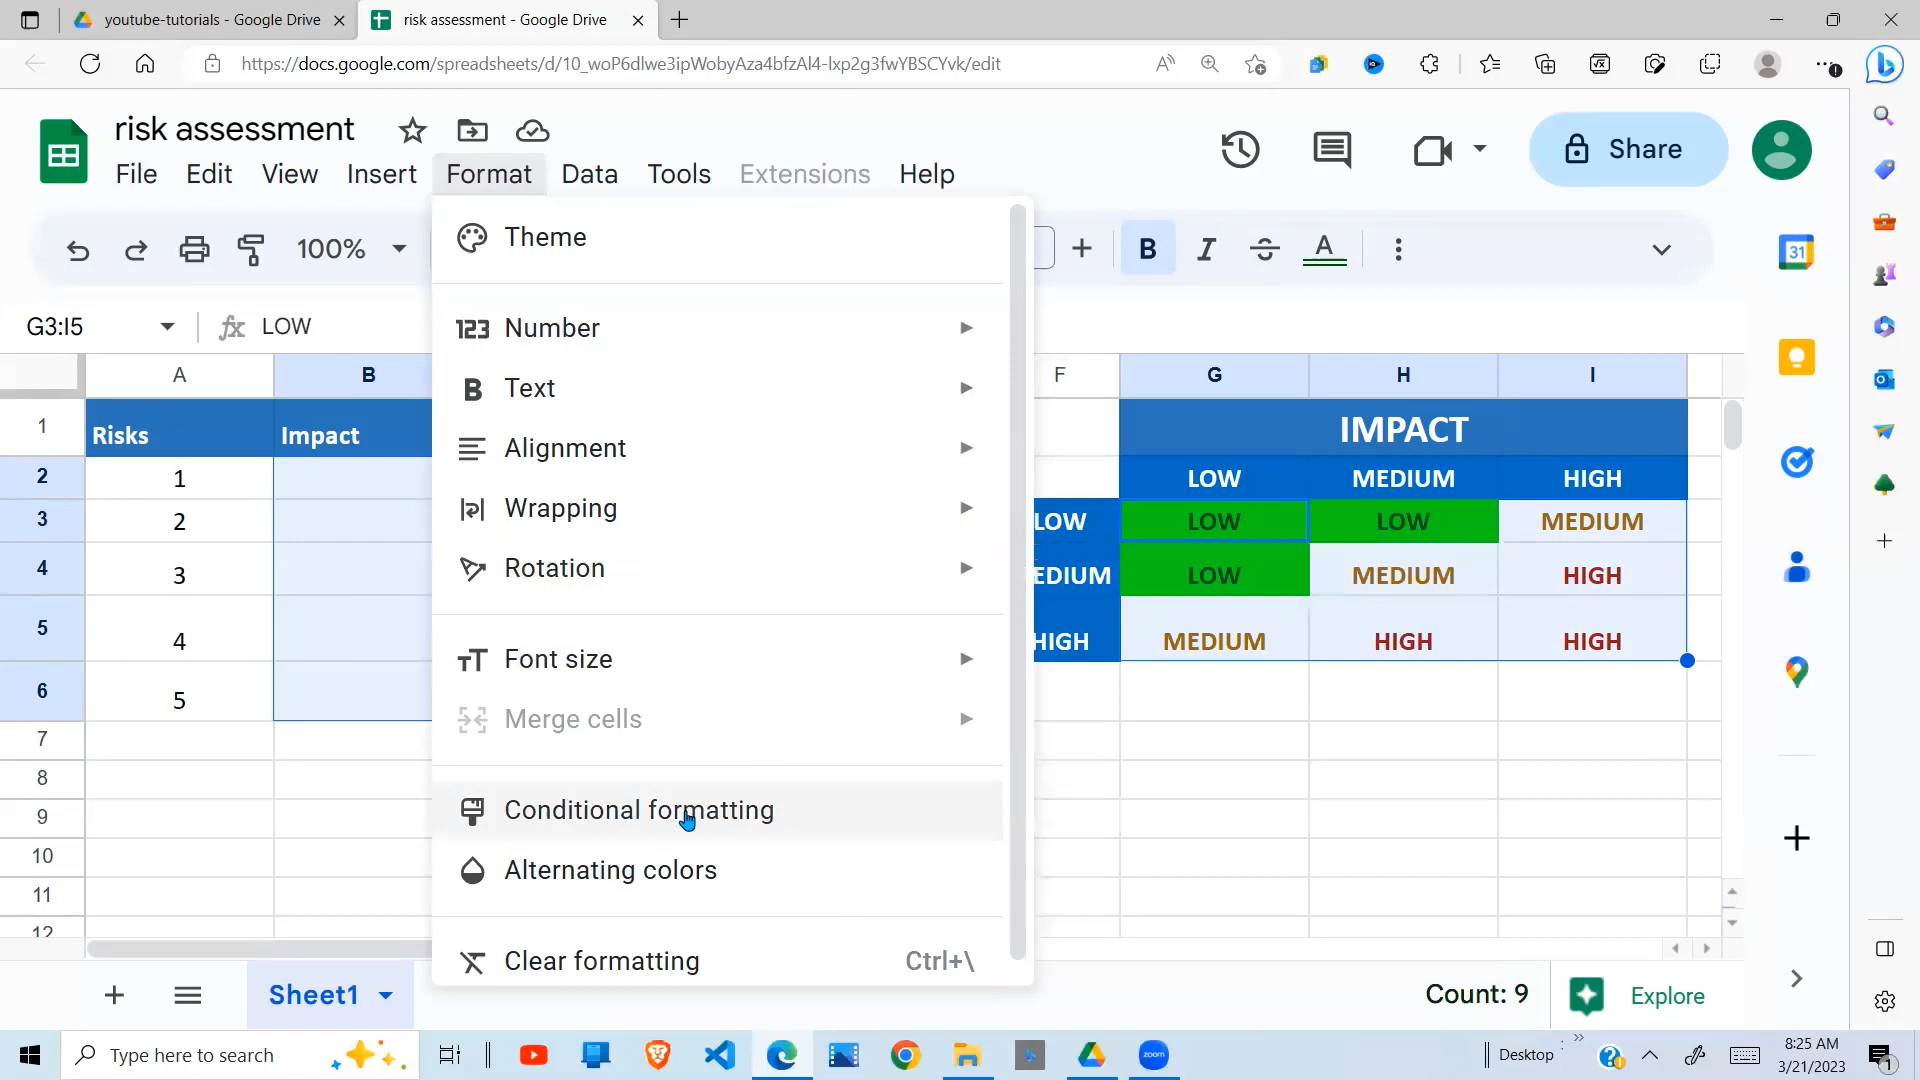 youtube-tutorials - Google Drive
risk assessment - Google Drive
https://docs.google.com/spreadsheets/d/10_woP6dlwe3ipWobyAza4bfzAl4-lxp2g3fwYBSCYvk/edit
risk assessment
File Edit View Insert Format Data Tools Extensions Help
Share
100%
B I S A
31
Theme
G3:I5
fx LOW
123 Number
B Text
Alignment
Wrapping
Rotation
Font size
Merge cells
Conditional formatting
Alternating colors
Clear formatting Ctrl+\
A B F G H I
1 Risks Impact IMPACT
2 1 LOW MEDIUM HIGH
3 2 LOW LOW LOW MEDIUM
4 3 EDIUM LOW MEDIUM HIGH
5 4 HIGH MEDIUM HIGH HIGH
6 5
7
8
9
10
11
12
Sheet1
Count: 9
Explore
Type here to search
zoom
Desktop
8:25 AM
3/21/2023
1